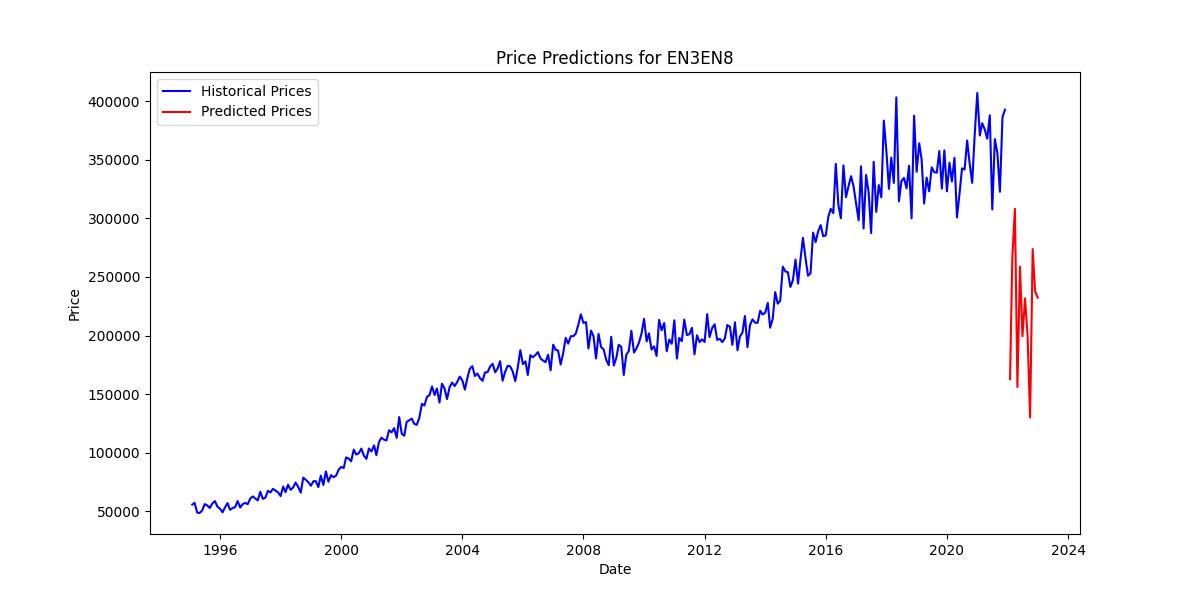 Price Predictions for EN3EN8
Historical Prices
Predicted Prices
400000
350000
300000
250000
200000
150000
100000
50000
Price
1996 2000 2004 2008 2012 2016 2020 2024
Date